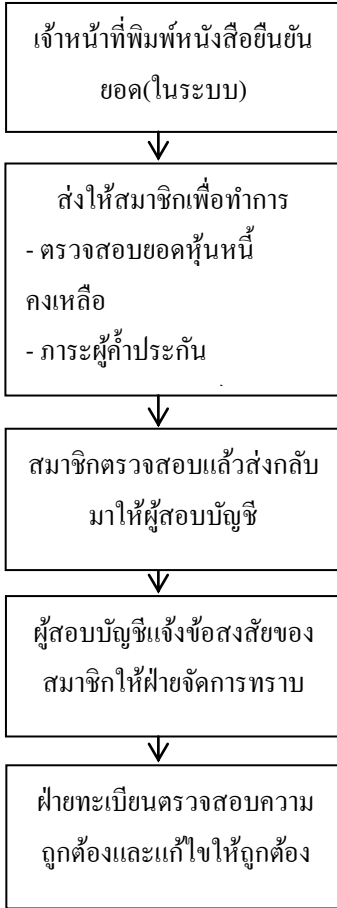 เจ้าหน้าที่พิมพ์หนังสือยืนยัน
ยอด(ในระบบ)
ส่งให้สมาชิกเพื่อทำการ
- ตรวจสอบยอดหุ้นหนี้
คงเหลือ
- ภาระผู้ค้ำประกัน
สมาชิกตรวจสอบแล้วส่งกลับ
มาให้ผู้สอบบัญชี
ผู้สอบบัญชีแจ้งข้อสงสัยของ
สมาชิกให้ฝ่ายจัดการทราบ
ฝ่ายทะเบียนตรวจสอบความ
ถูกต้องและแก้ไขให้ถูกต้อง